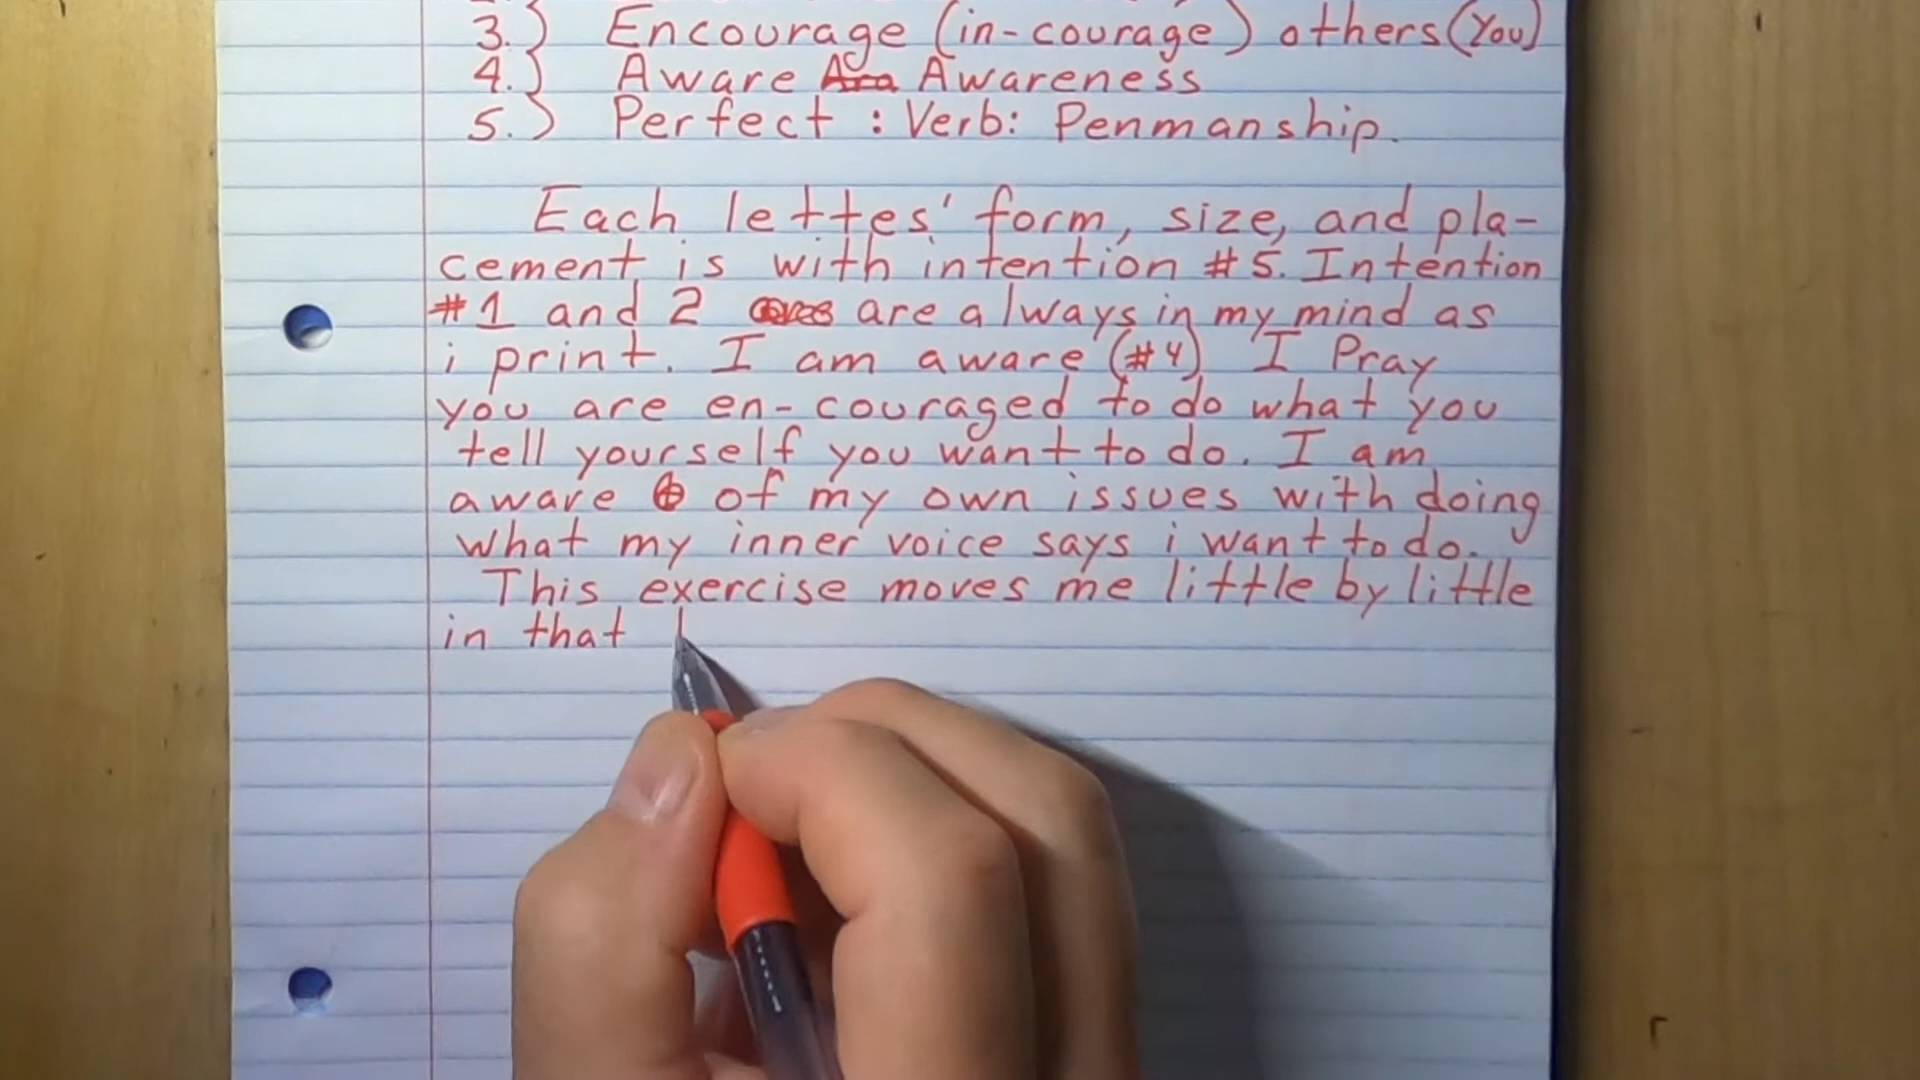 3.) Encourage (in-courage) others (You)
4.) Aware Awareness
5.) Perfect : Verb: Penmanship.
Each lettes' form, size, and pla-
cement is with intention #5. Intention
#1 and 2 are always in my mind as
i print. I am aware (#4) I Pray
you are en-couraged to do what you
tell yourself you want to do. I am
aware of my own issues with doing
what my inner voice says i want to do.
This exercise moves me little by little
in that